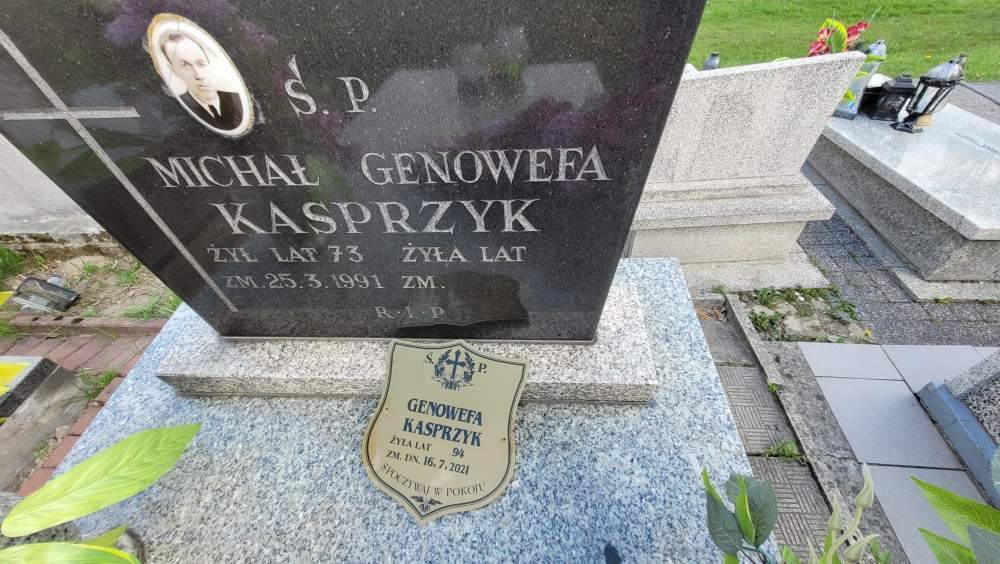 Ś. P.
MICHAŁ GENOWEFA
KASPRZYK
ŻYŁ LAT 73 ŻYŁA LAT
ZM. 25.3.1991 ZM.
R·I·P
Ś. P.
GENOWEFA
KASPRZYK
ŻYŁA LAT 94
ZM. DN. 16,7,2021
SPOCZYWAJ W POKOJU